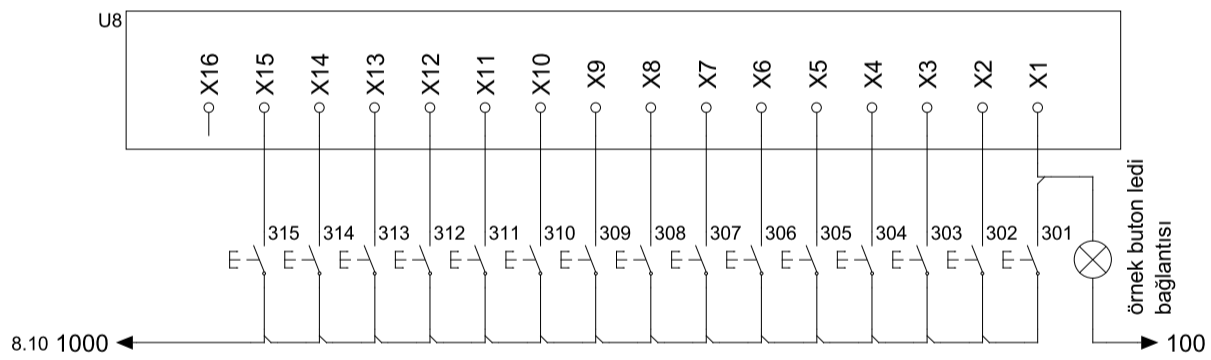 U8
X16 X15 X14 X13 X12 X11 X10 X9 X8 X7 X6 X5 X4 X3 X2 X1
315 314 313 312 311 310 309 308 307 306 305 304 303 302 301
örnek buton ledi
bağlantısı
8.10 1000
100